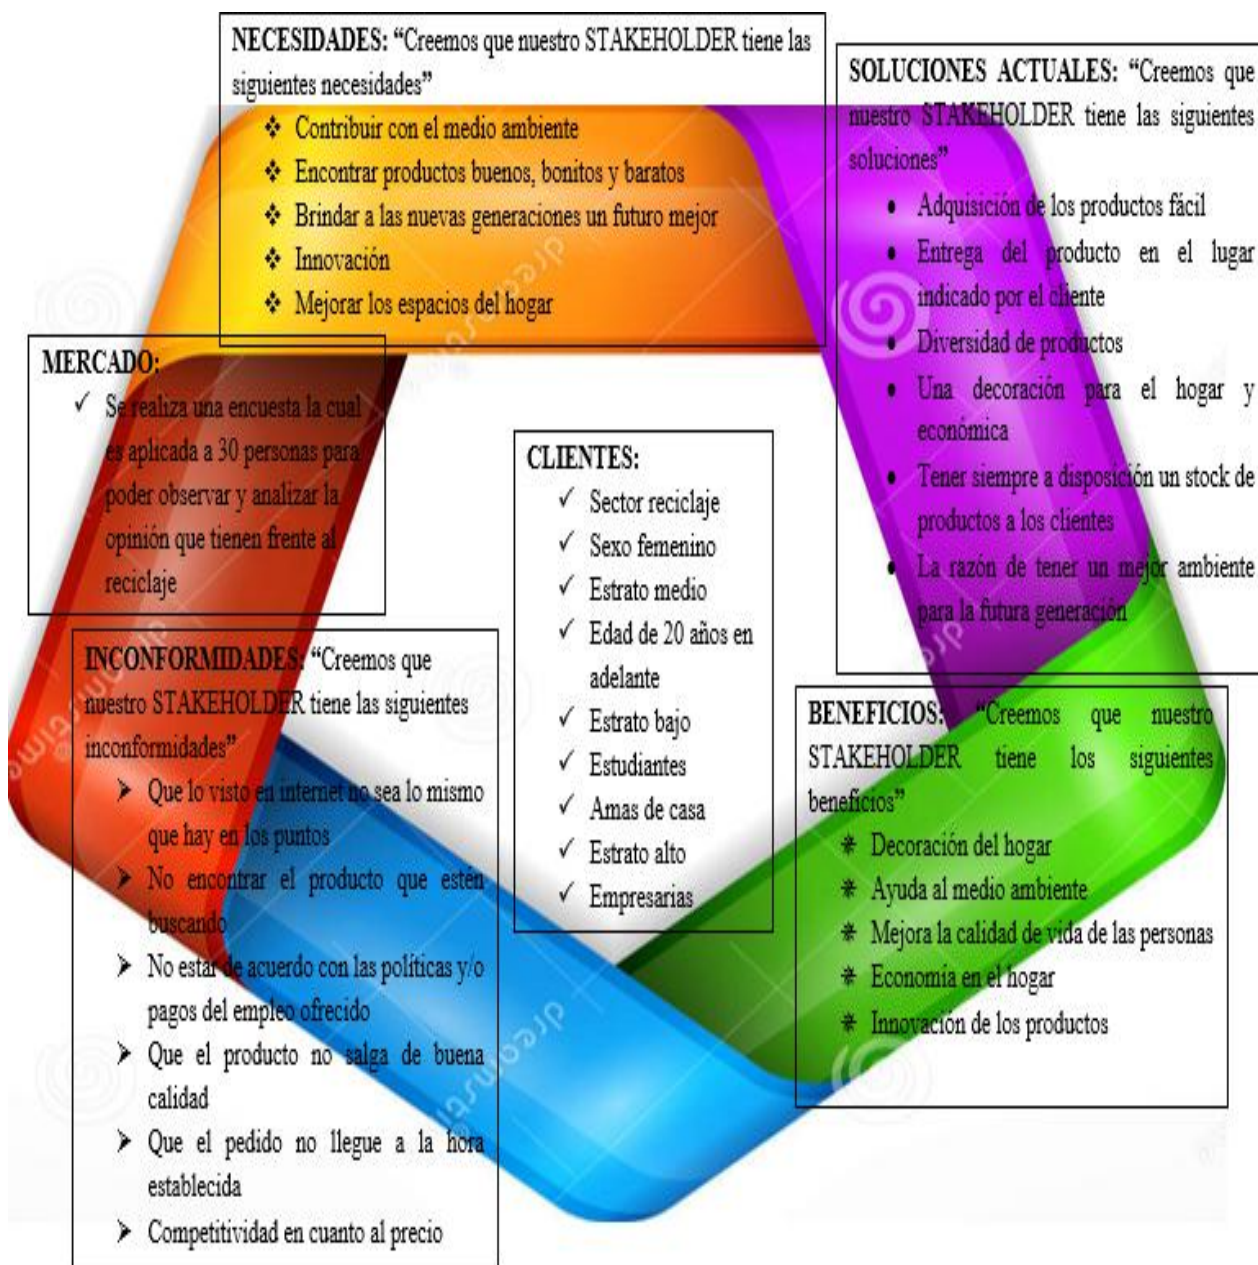 NECESIDADES: “Creemos que nuestro STAKEHOLDER tiene las
siguientes necesidades”
❖ Contribuir con el medio ambiente
❖ Encontrar productos buenos, bonitos y baratos
❖ Brindar a las nuevas generaciones un futuro mejor
❖ Innovación
❖ Mejorar los espacios del hogar
SOLUCIONES ACTUALES: “Creemos que
nuestro STAKEHOLDER tiene las siguientes
soluciones”
• Adquisición de los productos fácil
• Entrega del producto en el lugar
indicado por el cliente
• Diversidad de productos
• Una decoración para el hogar y
económica
• Tener siempre a disposición un stock de
productos a los clientes
• La razón de tener un mejor ambiente
para la futura generación
MERCADO:
✓ Se realiza una encuesta la cual
es aplicada a 30 personas para
poder observar y analizar la
opinión que tienen frente al
reciclaje
CLIENTES:
✓ Sector reciclaje
✓ Sexo femenino
✓ Estrato medio
✓ Edad de 20 años en
adelante
✓ Estrato bajo
✓ Estudiantes
✓ Amas de casa
✓ Estrato alto
✓ Empresarias
INCONFORMIDADES: “Creemos que
nuestro STAKEHOLDER tiene las siguientes
inconformidades”
➢ Que lo visto en internet no sea lo mismo
que hay en los puntos
➢ No encontrar el producto que estén
buscando
➢ No estar de acuerdo con las políticas y/o
pagos del empleo ofrecido
➢ Que el producto no salga de buena
calidad
➢ Que el pedido no llegue a la hora
establecida
➢ Competitividad en cuanto al precio
BENEFICIOS: “Creemos que nuestro
STAKEHOLDER tiene los siguientes
beneficios”
⁕ Decoración del hogar
⁕ Ayuda al medio ambiente
⁕ Mejora la calidad de vida de las personas
⁕ Economía en el hogar
⁕ Innovación de los productos
dreamstime
dreamstime
dreamstime